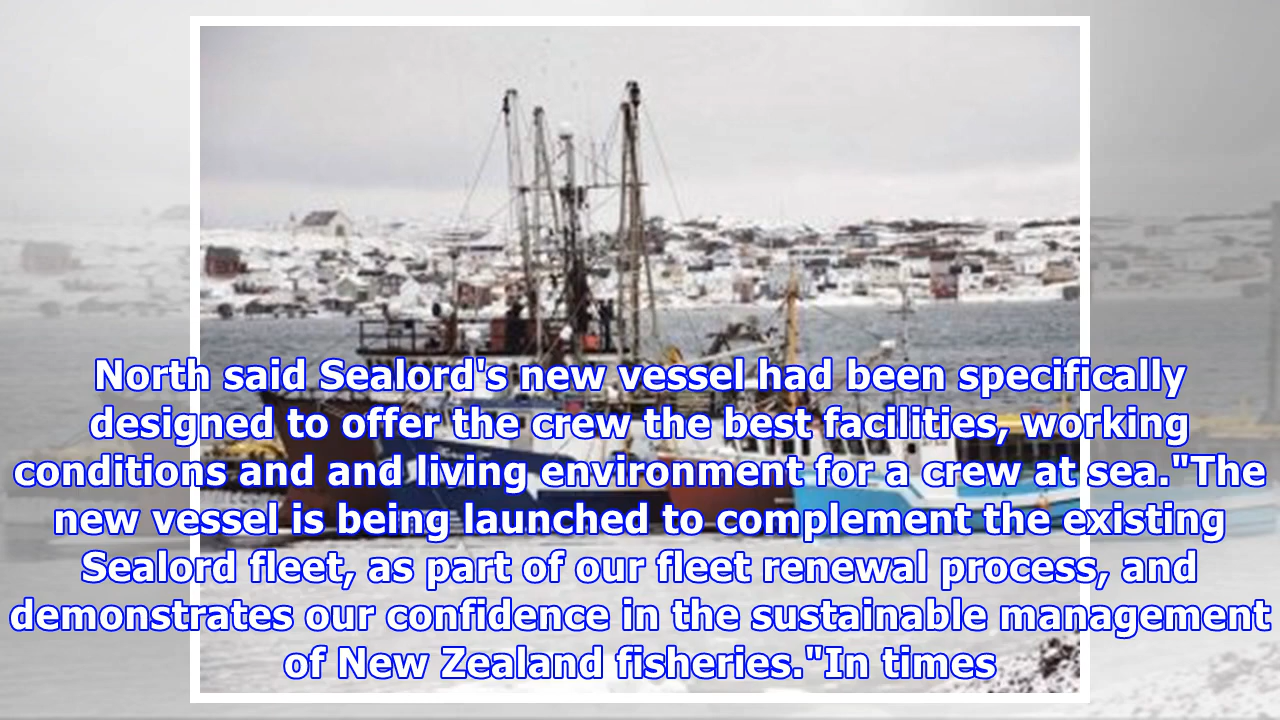 North said Sealord's new vessel had been specifically
designed to offer the crew the best facilities, working
conditions and and living environment for a crew at sea."The
new vessel is being launched to complement the existing
Sealord fleet, as part of our fleet renewal process, and
demonstrates our confidence in the sustainable management
of New Zealand fisheries."In times